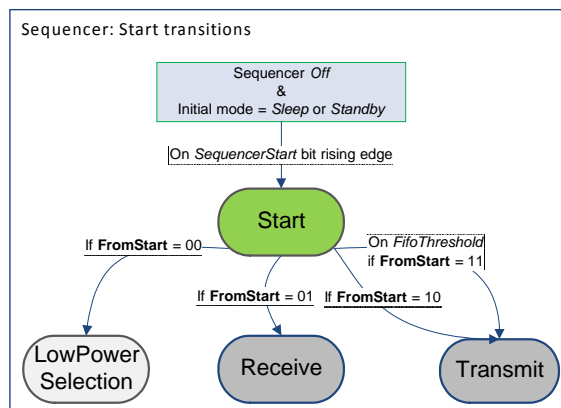 Sequencer: Start transitions
Sequencer Off
&
Initial mode = Sleep or Standby
On SequencerStart bit rising edge
Start
If FromStart = 00
On FifoThreshold
if FromStart = 11
If FromStart = 01
If FromStart = 10
LowPower
Selection
Receive
Transmit